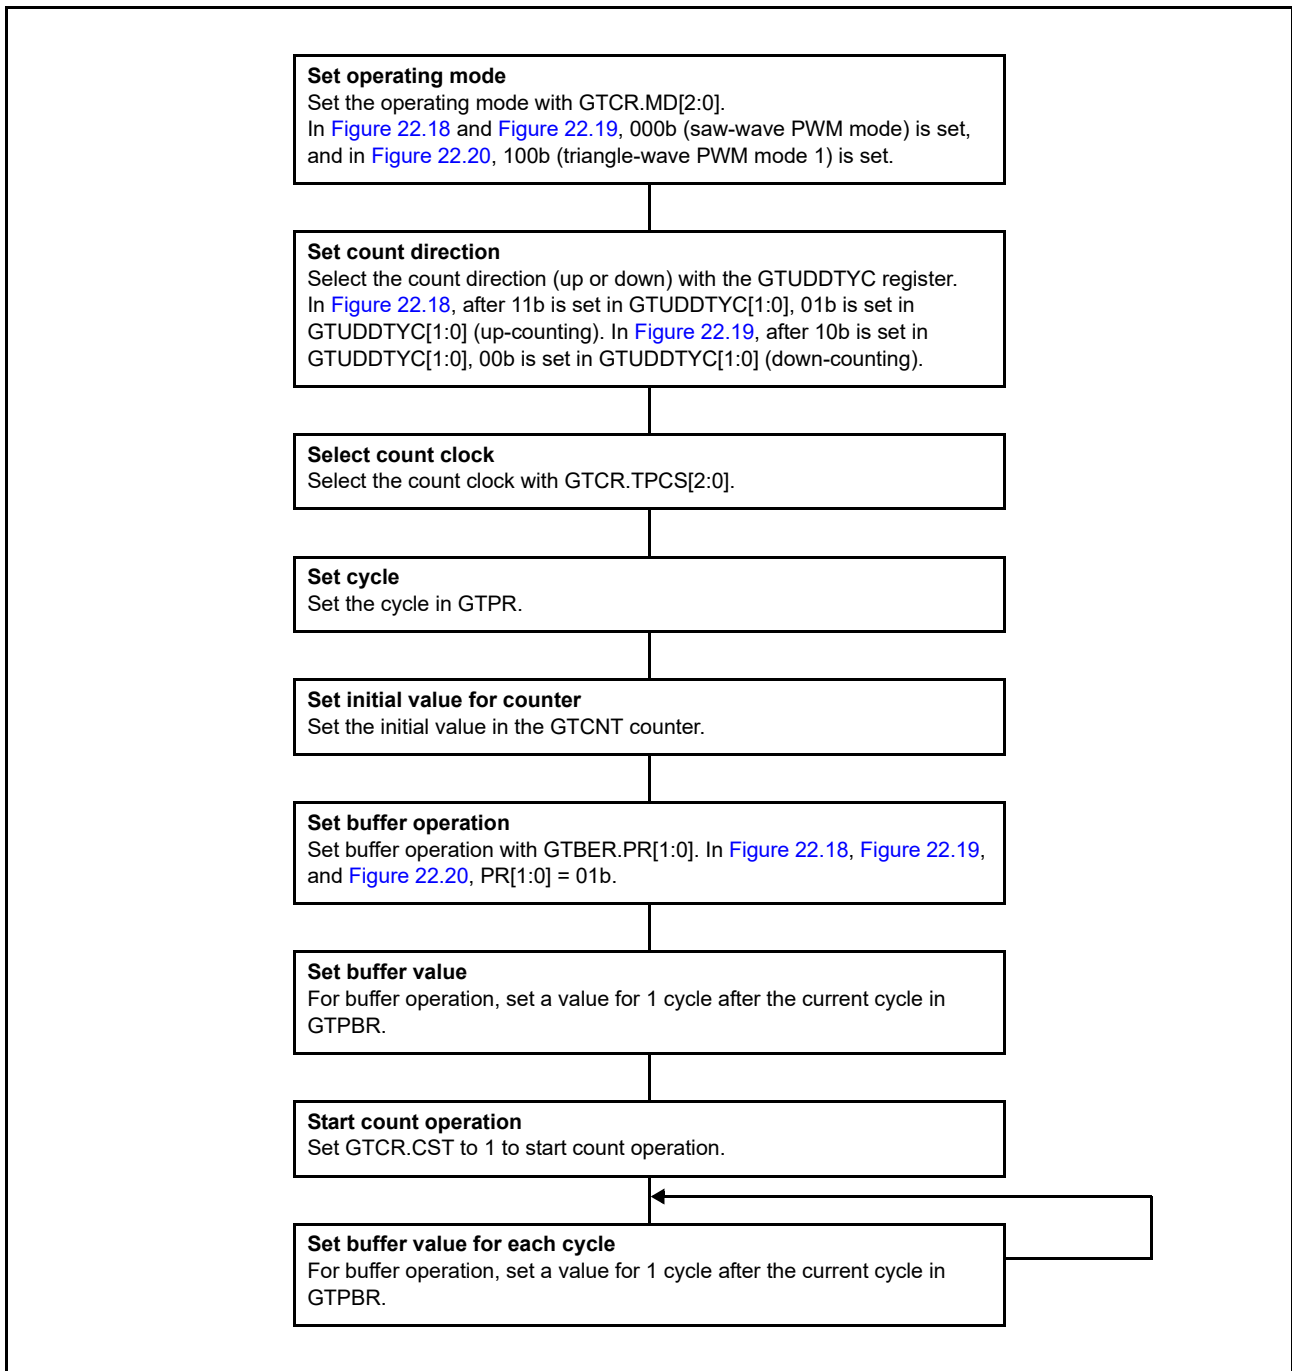 Set operating mode
Set the operating mode with GTCR.MD[2:0].
In Figure 22.18 and Figure 22.19, 000b (saw-wave PWM mode) is set,
and in Figure 22.20, 100b (triangle-wave PWM mode 1) is set.
Set count direction
Select the count direction (up or down) with the GTUDDTYC register.
In Figure 22.18, after 11b is set in GTUDDTYC[1:0], 01b is set in
GTUDDTYC[1:0] (up-counting). In Figure 22.19, after 10b is set in
GTUDDTYC[1:0], 00b is set in GTUDDTYC[1:0] (down-counting).
Select count clock
Select the count clock with GTCR.TPCS[2:0].
Set cycle
Set the cycle in GTPR.
Set initial value for counter
Set the initial value in the GTCNT counter.
Set buffer operation
Set buffer operation with GTBER.PR[1:0]. In Figure 22.18, Figure 22.19,
and Figure 22.20, PR[1:0] = 01b.
Set buffer value
For buffer operation, set a value for 1 cycle after the current cycle in
GTPBR.
Start count operation
Set GTCR.CST to 1 to start count operation.
Set buffer value for each cycle
For buffer operation, set a value for 1 cycle after the current cycle in
GTPBR.